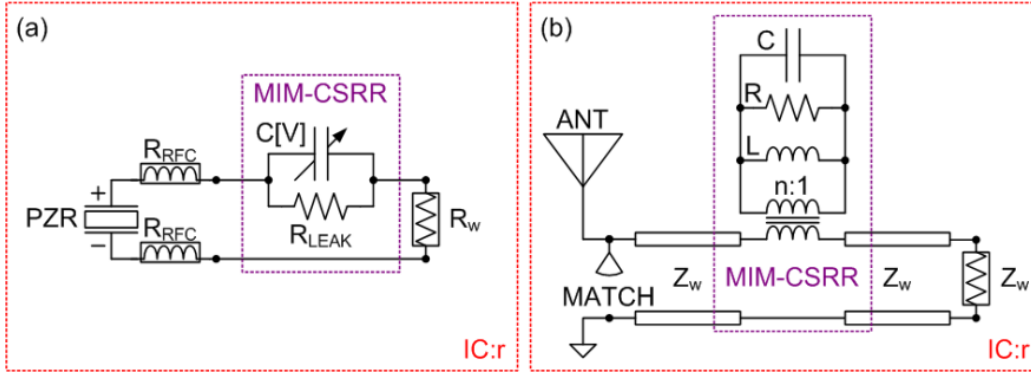 (a)
MIM-CSRR
C[V]
R_RFC
PZR
+
−
R_RFC
R_LEAK
R_w
IC:r
(b)
C
R
ANT
L
n:1
MATCH
Z_w
MIM-CSRR
Z_w
Z_w
IC:r